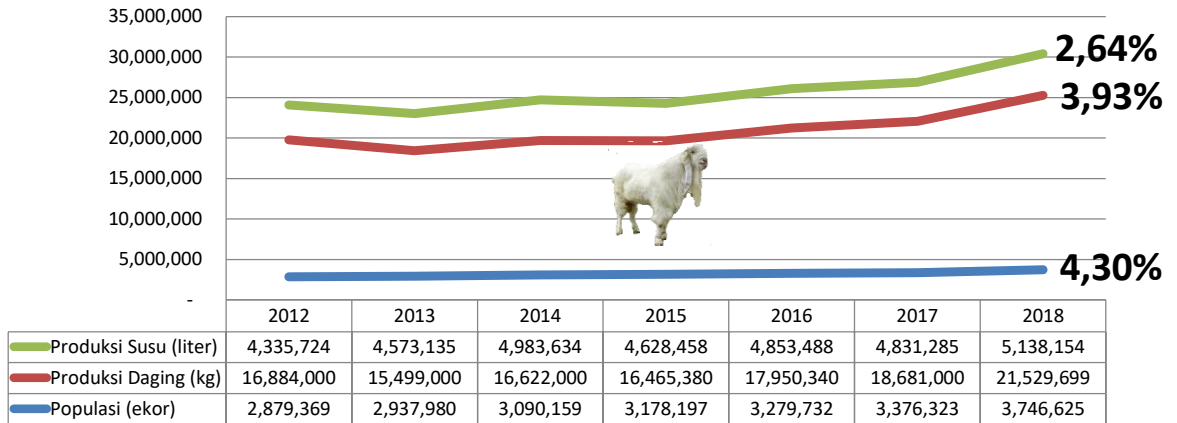 35,000,000
30,000,000
25,000,000
20,000,000
15,000,000
10,000,000
5,000,000
-
2,64%
3,93%
4,30%
2012 2013 2014 2015 2016 2017 2018
Produksi Susu (liter) 4,335,724 4,573,135 4,983,634 4,628,458 4,853,488 4,831,285 5,138,154
Produksi Daging (kg) 16,884,000 15,499,000 16,622,000 16,465,380 17,950,340 18,681,000 21,529,699
Populasi (ekor) 2,879,369 2,937,980 3,090,159 3,178,197 3,279,732 3,376,323 3,746,625